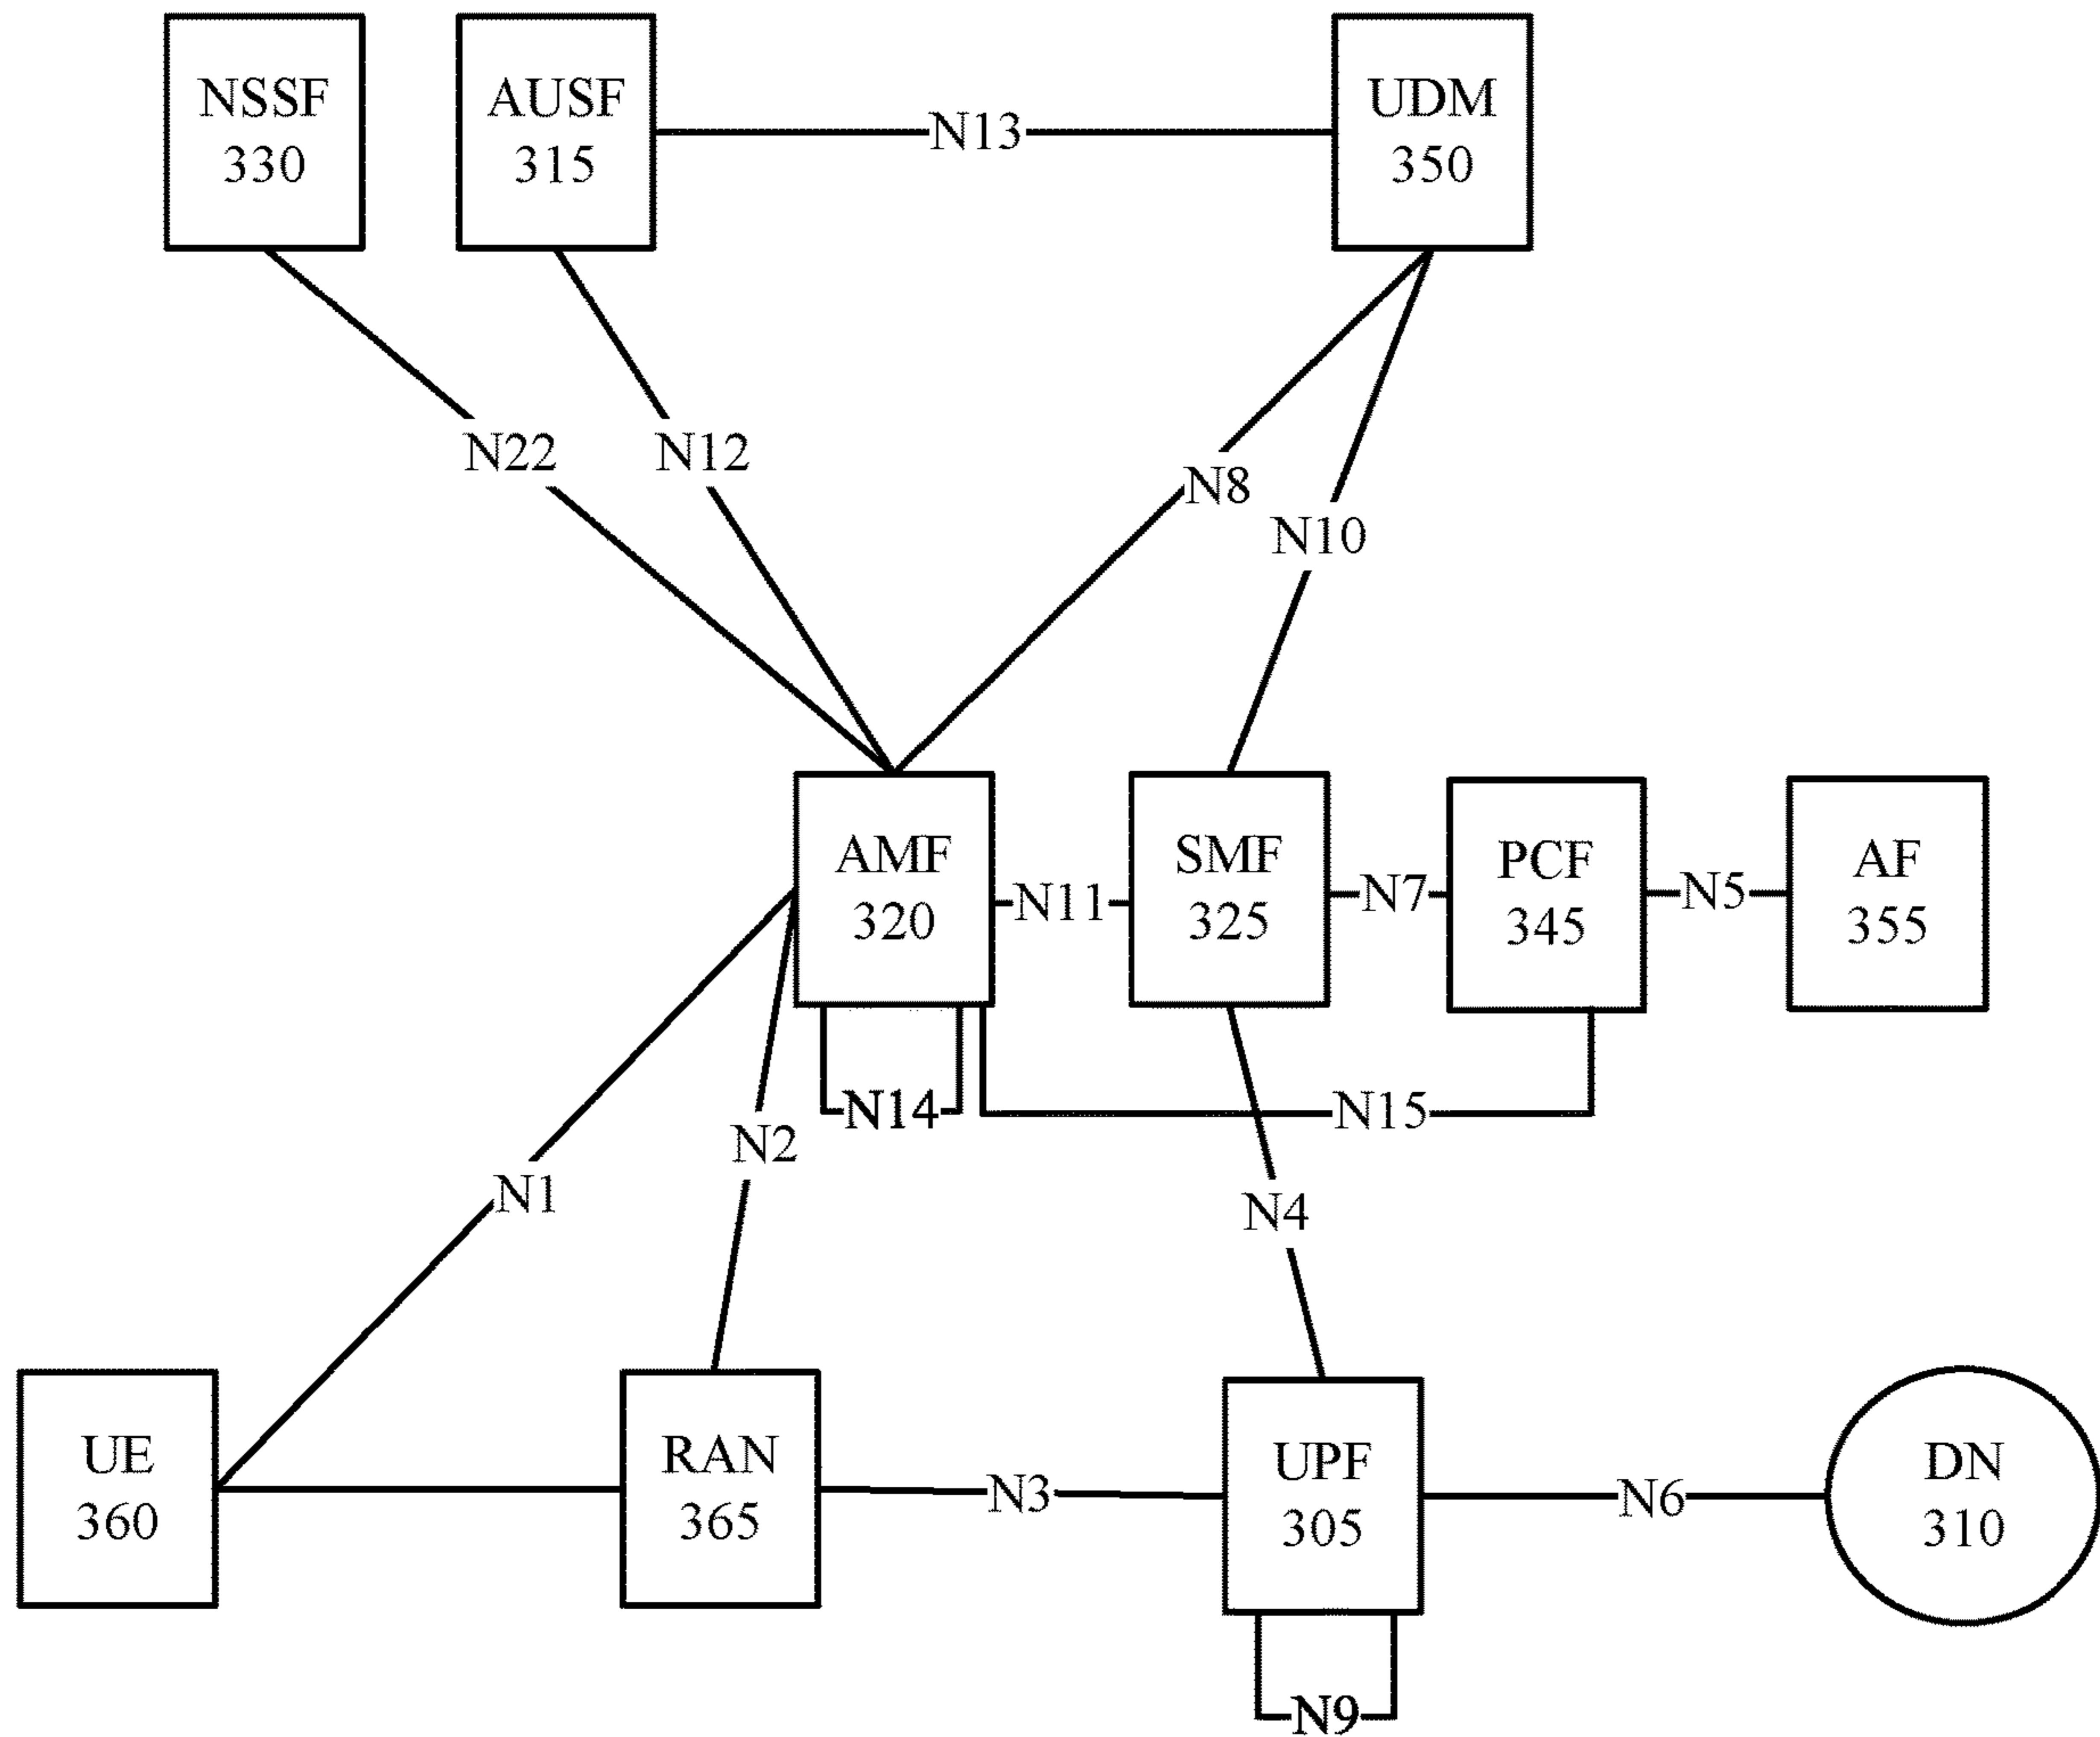 NSSF
330
AUSF
315
N13
UDM
350
N22
N12
N8
N10
AMF
320
N11
SMF
325
N7
PCF
345
N5
AF
355
N14
N15
N2
N1
N4
UE
360
RAN
365
N3
UPF
305
N6
DN
310
N9